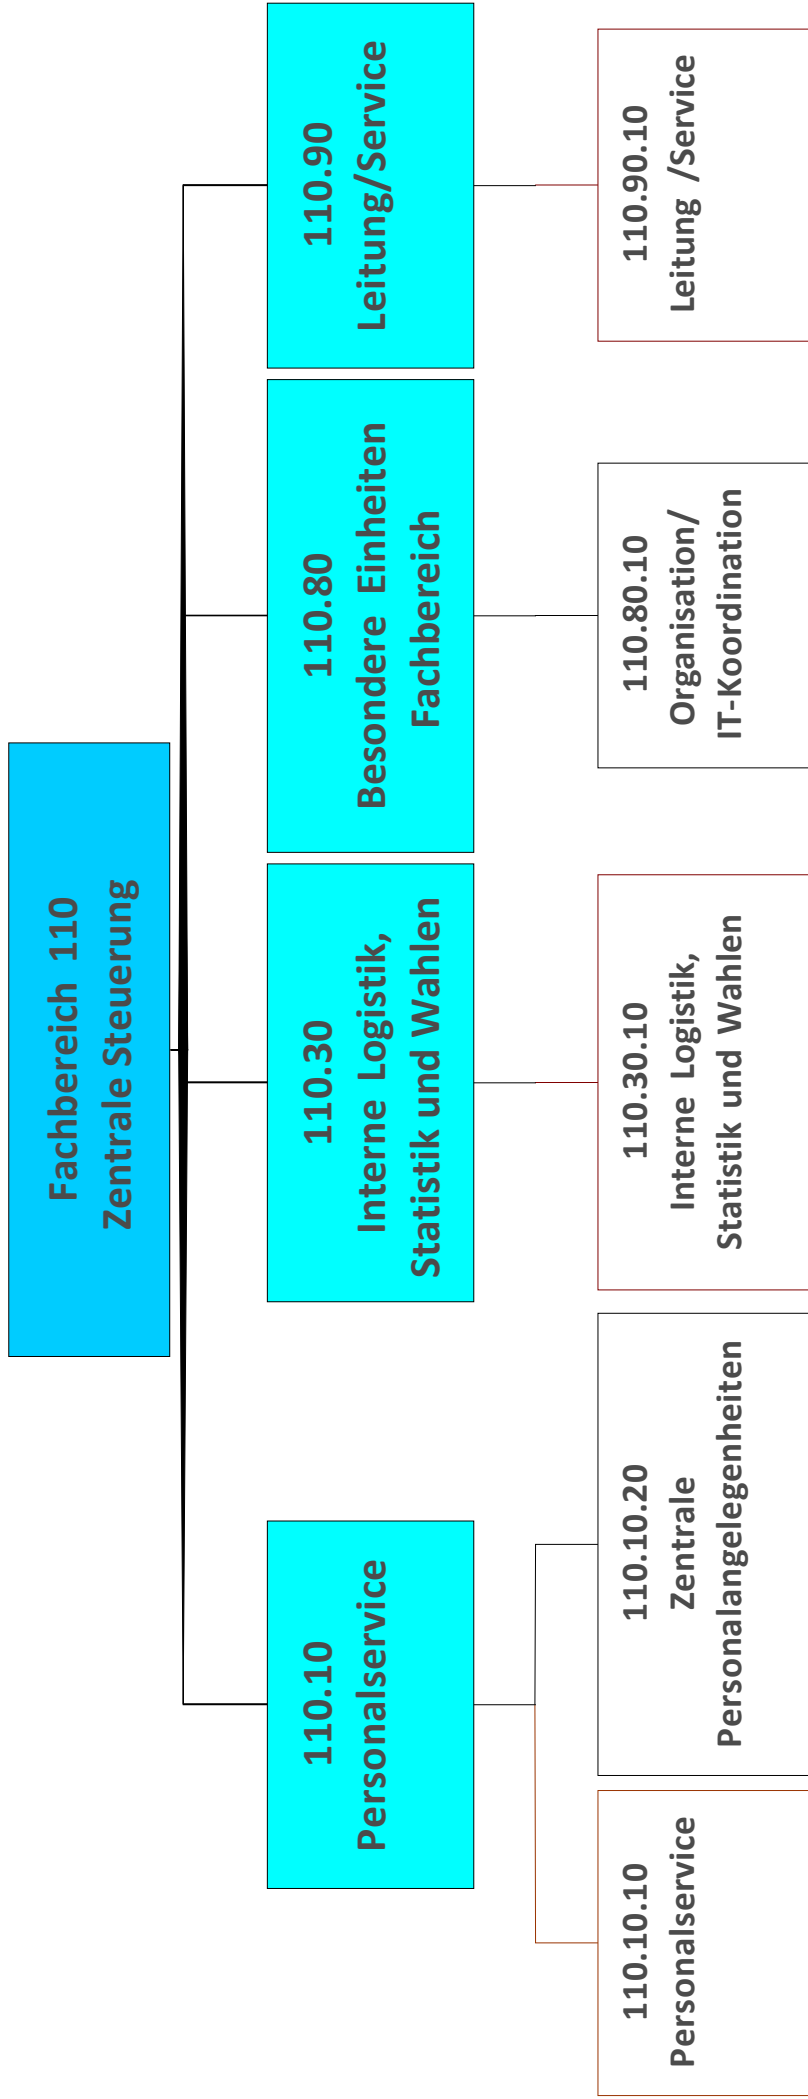 Fachbereich 110
Zentrale Steuerung
110.10
Personalservice
110.30
Interne Logistik,
Statistik und Wahlen
110.80
Besondere Einheiten
Fachbereich
110.90
Leitung/Service
110.10.10
Personalservice
110.10.20
Zentrale
Personalangelegenheiten
110.30.10
Interne Logistik,
Statistik und Wahlen
110.80.10
Organisation/
IT-Koordination
110.90.10
Leitung /Service